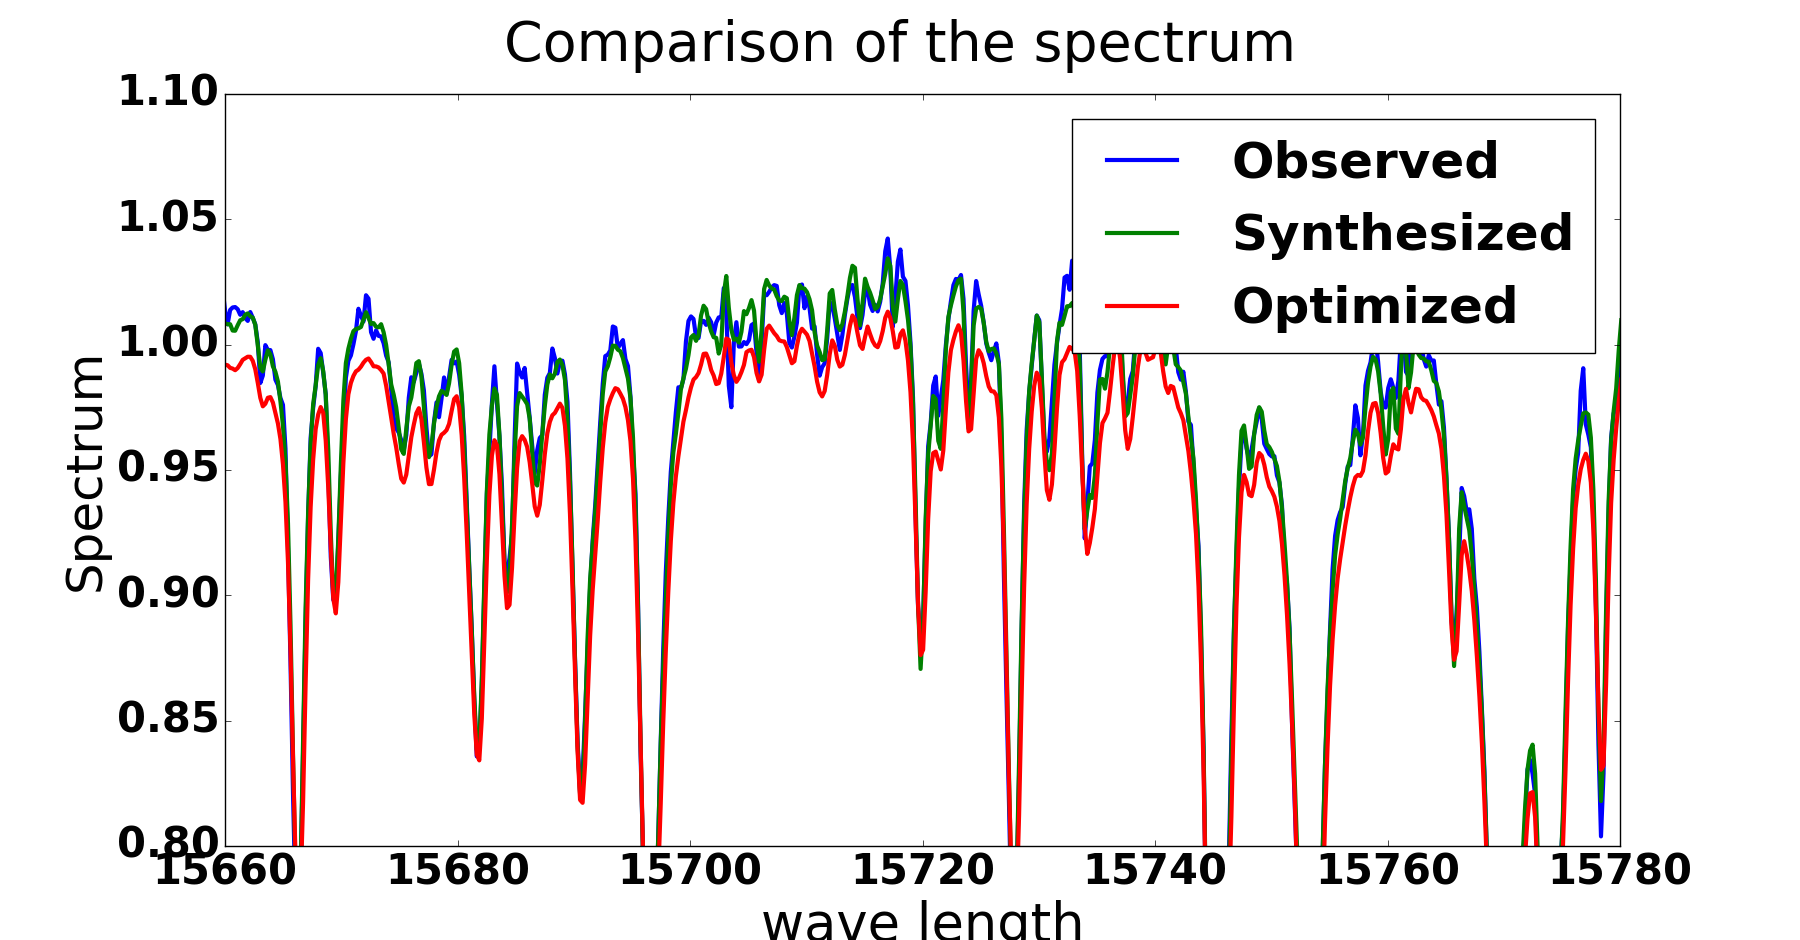 Comparison of the spectrum
1.10
1.05
1.00
0.95
0.90
0.85
0.80
Spectrum
Observed
Synthesized
Optimized
15660 15680 15700 15720 15740 15760 15780
wave length